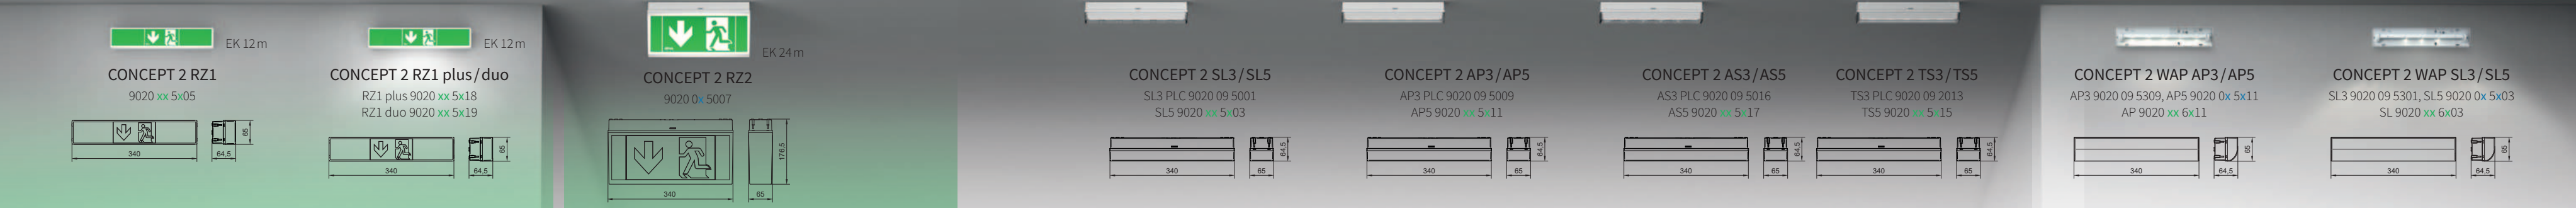 EK 12 m
CONCEPT 2 RZ1
9020 xx 5x05
65
340
64,5
EK 12 m
CONCEPT 2 RZ1 plus / duo
RZ1 plus 9020 xx 5x18
RZ1 duo 9020 xx 5x19
65
340
64,5
EK 24 m
CONCEPT 2 RZ2
9020 0x 5007
176,5
340
65
CONCEPT 2 SL3 / SL5
SL3 PLC 9020 09 5001
SL5 9020 xx 5x03
64,5
340
65
CONCEPT 2 AP3 / AP5
AP3 PLC 9020 09 5009
AP5 9020 xx 5x11
64,5
340
65
CONCEPT 2 AS3 / AS5
AS3 PLC 9020 09 5016
AS5 9020 xx 5x17
64,5
340
65
CONCEPT 2 TS3 / TS5
TS3 PLC 9020 09 2013
TS5 9020 xx 5x15
64,5
340
65
CONCEPT 2 WAP AP3 / AP5
AP3 9020 09 5309, AP5 9020 0x 5x11
AP 9020 xx 6x11
65
340
64,5
CONCEPT 2 WAP SL3 / SL5
SL3 9020 09 5301, SL5 9020 0x 5x03
SL 9020 xx 6x03
65
340
64,5